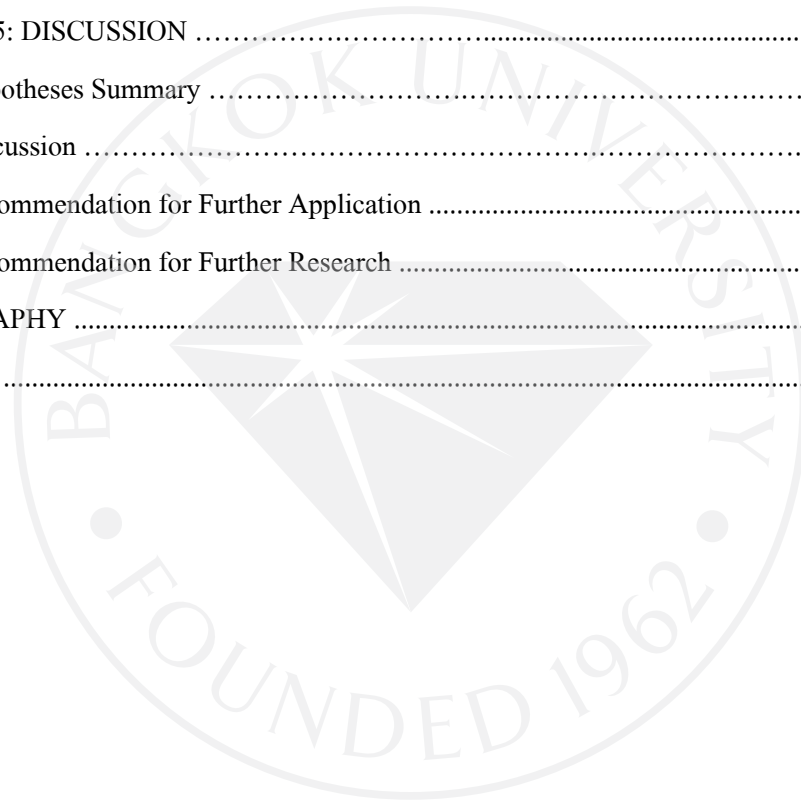 5: DISCUSSION ……………..……………………...............................................
otheses Summary ……………………….…………………………….….
cussion ……………..…………………………………………………….
ommendation for Further Application .......................................................
ommendation for Further Research ...........................................................
APHY .........................................................................................................
...................................................................................................................
BANGKOK UNIVERSITY
• FOUNDED 1962 •